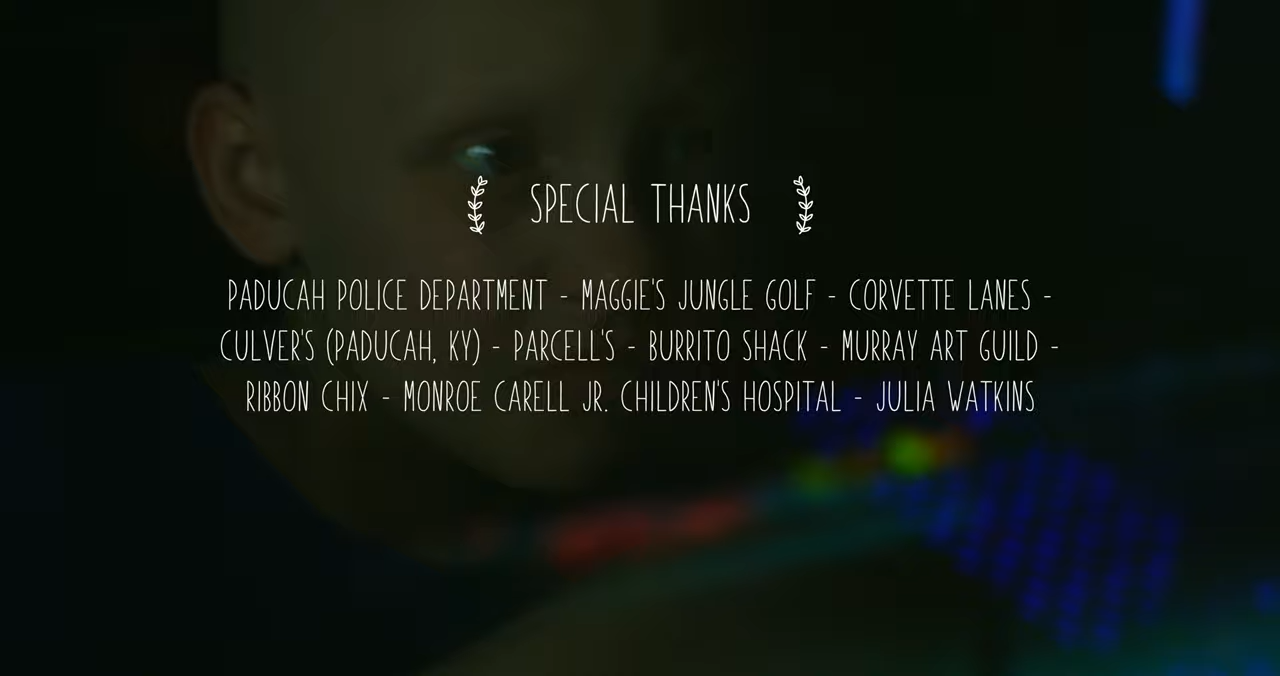 SPECIAL THANKS
PADUCAH POLICE DEPARTMENT - MAGGIE'S JUNGLE GOLF - CORVETTE LANES -
CULVER'S (PADUCAH, KY) - PARCELL'S - BURRITO SHACK - MURRAY ART GUILD -
RIBBON CHIX - MONROE CARELL JR. CHILDREN'S HOSPITAL - JULIA WATKINS